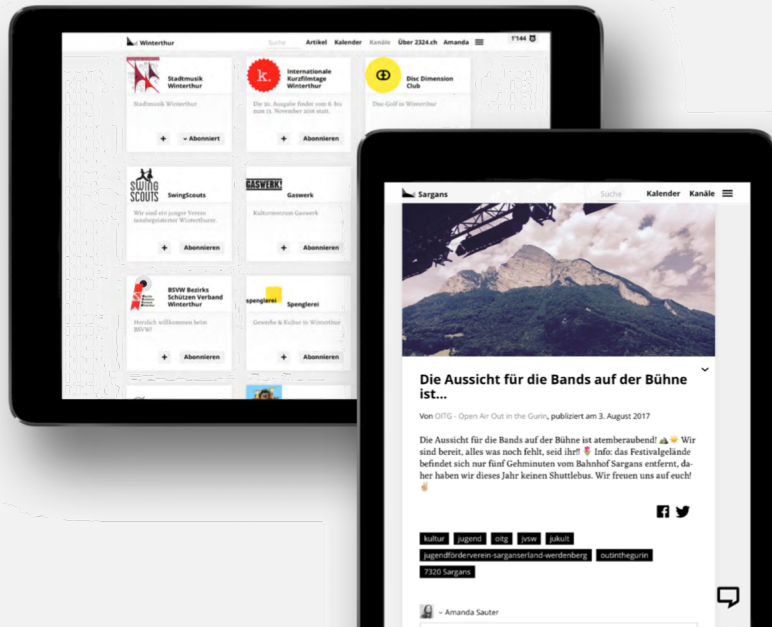 Winterthur
Suche
Artikel Kalender Kanäle Über 2324.ch Amanda
1'144
Stadtmusik
Winterthur
Stadtmusik Winterthur
+ Abonniert
k.
Internationale
Kurzfilmtage
Winterthur
Die 20. Ausgabe findet vom 8. bis
zum 13. November 2016 statt.
+ Abonnieren
Disc Dimension
Club
Disc Golf in Winterthur
SWING
SCOUTS
SwingScouts
Wir sind ein junger Verein
tanzbegeisterter Winterthurer.
+ Abonnieren
GASWERK!
Gaswerk
Kulturzentrum Gaswerk
+ Abonnieren
BSVW Bezirks
Schützen Verband
Winterthur
Herzlich willkommen beim
BSVW!
+ Abonnieren
spenglerei
Spenglerei
Gewerbe & Kultur in Winterthur
+ Abonnieren
Sargans
Suche
Kalender Kanäle
Die Aussicht für die Bands auf der Bühne
ist...
Von OITG - Open Air Out in the Gurin, publiziert am 3. August 2017
Die Aussicht für die Bands auf der Bühne ist atemberaubend! ⛰️ ☀️ Wir
sind bereit, alles was noch fehlt, seid ihr!! 🌷 Info: das Festivalgelände
befindet sich nur fünf Gehminuten vom Bahnhof Sargans entfernt, da-
her haben wir dieses Jahr keinen Shuttlebus. Wir freuen uns auf euch!
✌🏼
kultur jugend oitg jvsw jukult
jugendförderverein-sarganserland-werdenberg outinthegurin
7320 Sargans
– Amanda Sauter